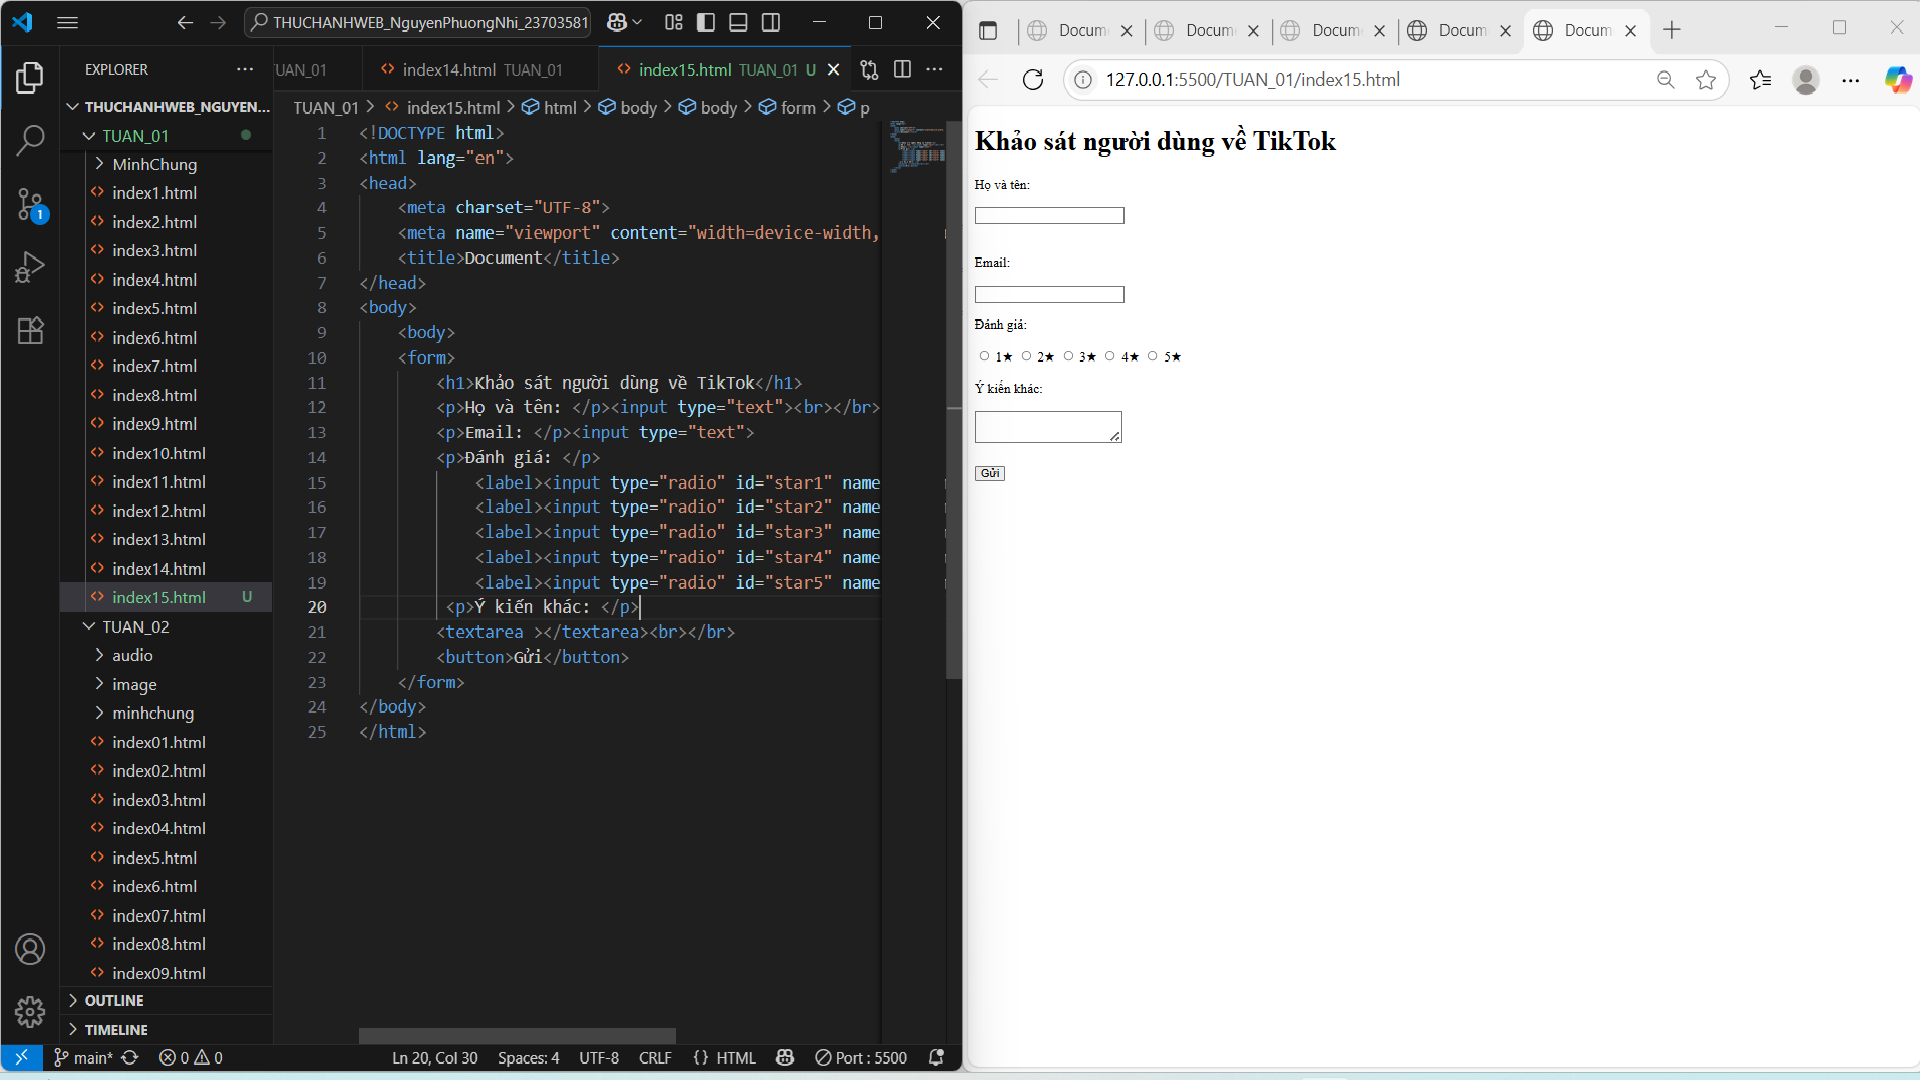 THUCHANHWEB_NguyenPhuongNhi_23703581
EXPLORER
THUCHANHWEB_NGUYEN...
TUAN_01
MinhChung
index1.html
index2.html
index3.html
index4.html
index5.html
index6.html
index7.html
index8.html
index9.html
index10.html
index11.html
index12.html
index13.html
index14.html
index15.html U
TUAN_02
audio
image
minhchung
index01.html
index02.html
index03.html
index04.html
index5.html
index6.html
index07.html
index08.html
index09.html
OUTLINE
TIMELINE
1
TUAN_01
index14.html TUAN_01
index15.html TUAN_01 U
TUAN_01 > index15.html > html > body > body > form > p
1 <!DOCTYPE html>
2 <html lang="en">
3 <head>
4 <meta charset="UTF-8">
5 <meta name="viewport" content="width=device-width,
6 <title>Document</title>
7 </head>
8 <body>
9 <body>
10 <form>
11 <h1>Khảo sát người dùng về TikTok</h1>
12 <p>Họ và tên: </p><input type="text"><br></br>
13 <p>Email: </p><input type="text">
14 <p>Đánh giá: </p>
15 <label><input type="radio" id="star1" name
16 <label><input type="radio" id="star2" name
17 <label><input type="radio" id="star3" name
18 <label><input type="radio" id="star4" name
19 <label><input type="radio" id="star5" name
20 <p>Ý kiến khác: </p>
21 <textarea ></textarea><br></br>
22 <button>Gửi</button>
23 </form>
24 </body>
25 </html>
main* 0 0 Ln 20, Col 30 Spaces: 4 UTF-8 CRLF {} HTML Port : 5500
Docum Docum Docum Docum Docum
127.0.0.1:5500/TUAN_01/index15.html
Khảo sát người dùng về TikTok
Họ và tên:
Email:
Đánh giá:
1★ 2★ 3★ 4★ 5★
Ý kiến khác:
Gửi